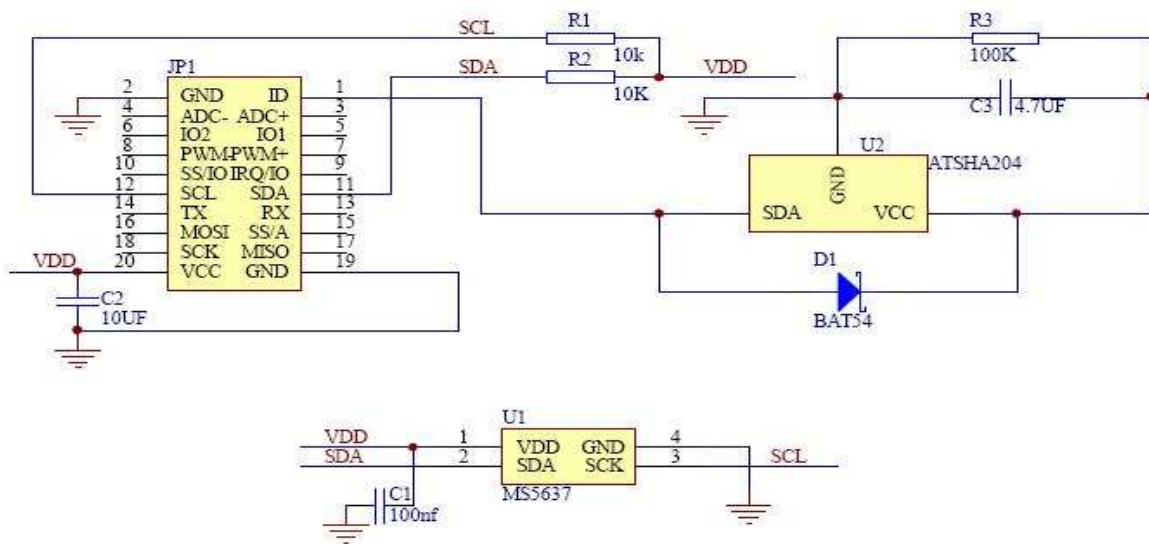 SCL
R1
10k
SDA
R2
10K
VDD
R3
100K
C3
4.7UF
JP1
2 GND ID 1
4 ADC- ADC+ 3
6 IO2 IO1 5
8 PWM- PWM+ 7
10 SS/IO IRQ/IO 9
12 SCL SDA 11
14 TX RX 13
16 MOSI SS/A 15
18 SCK MISO 17
20 VCC GND 19
VDD
C2
10UF
U2
ATSHA204
GND
SDA VCC
D1
BAT54
U1
VDD 1 VDD GND 4
SDA 2 SDA SCK 3 SCL
MS5637
C1
100nf